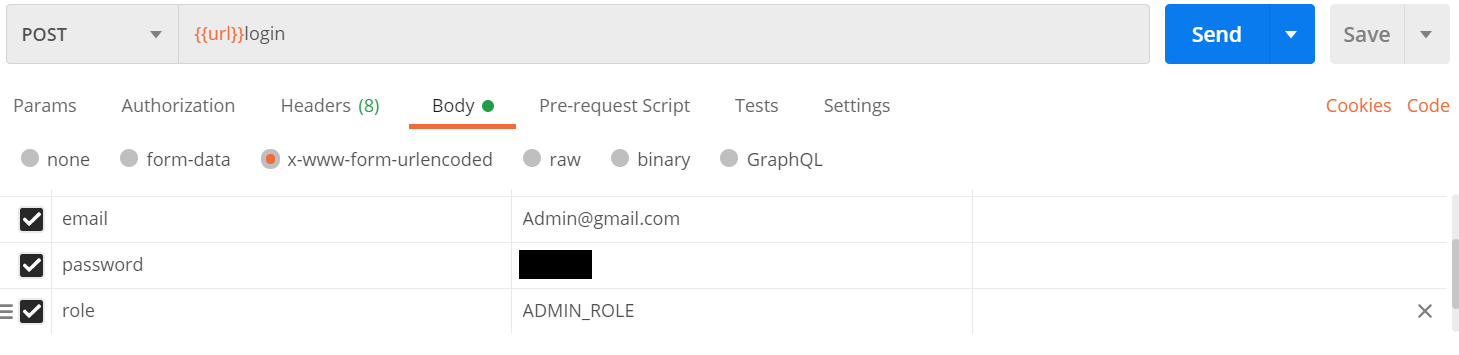 POST {{url}}login Send Save
Params Authorization Headers (8) Body Pre-request Script Tests Settings Cookies Code
none form-data x-www-form-urlencoded raw binary GraphQL
email Admin@gmail.com
password
role ADMIN_ROLE